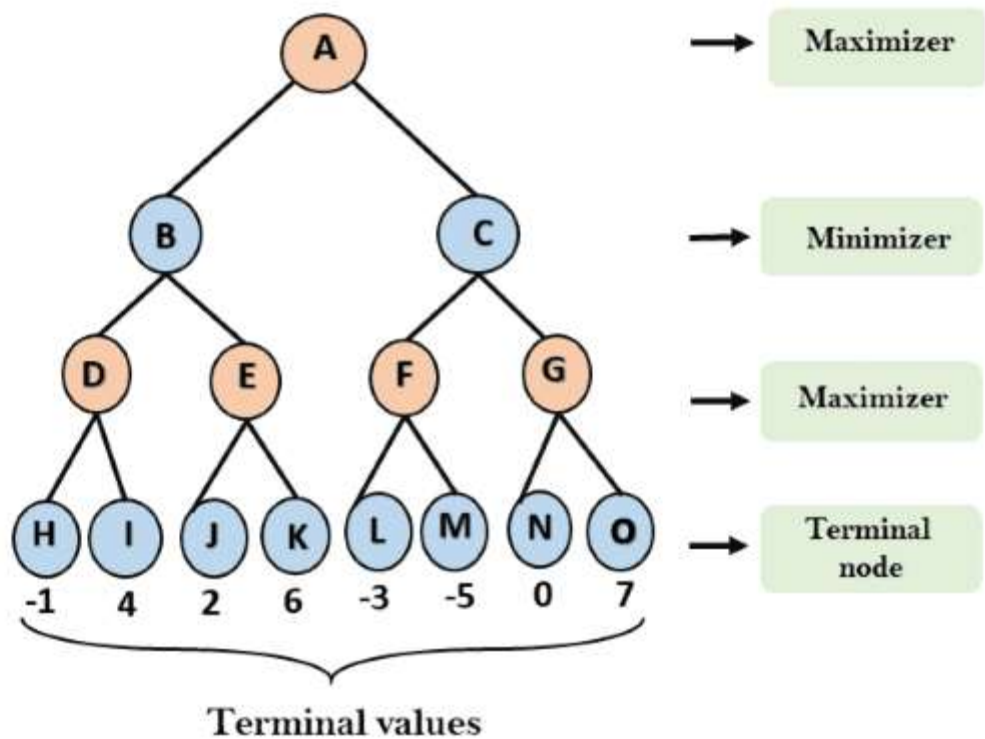 A
Maximizer
B
C
Minimizer
D
E
F
G
Maximizer
H
I
J
K
L
M
N
O
Terminal
node
-1
4
2
6
-3
-5
0
7
Terminal values